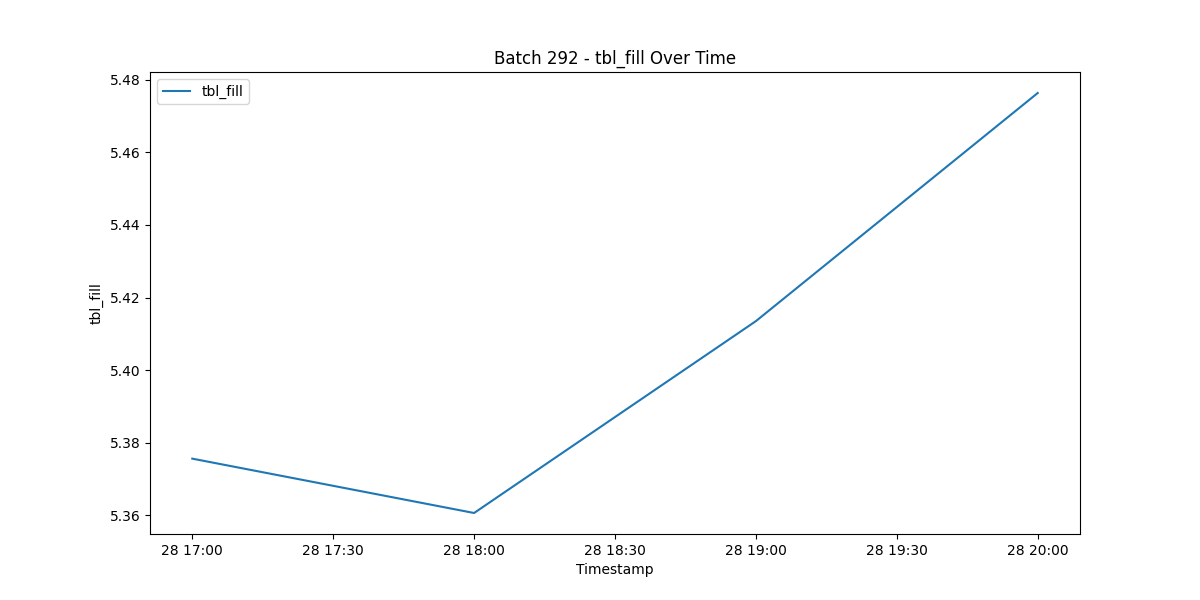 Batch 292 - tbl_fill Over Time
tbl_fill
5.48
5.46
5.44
5.42
5.40
5.38
5.36
tbl_fill
28 17:00 28 17:30 28 18:00 28 18:30 28 19:00 28 19:30 28 20:00
Timestamp